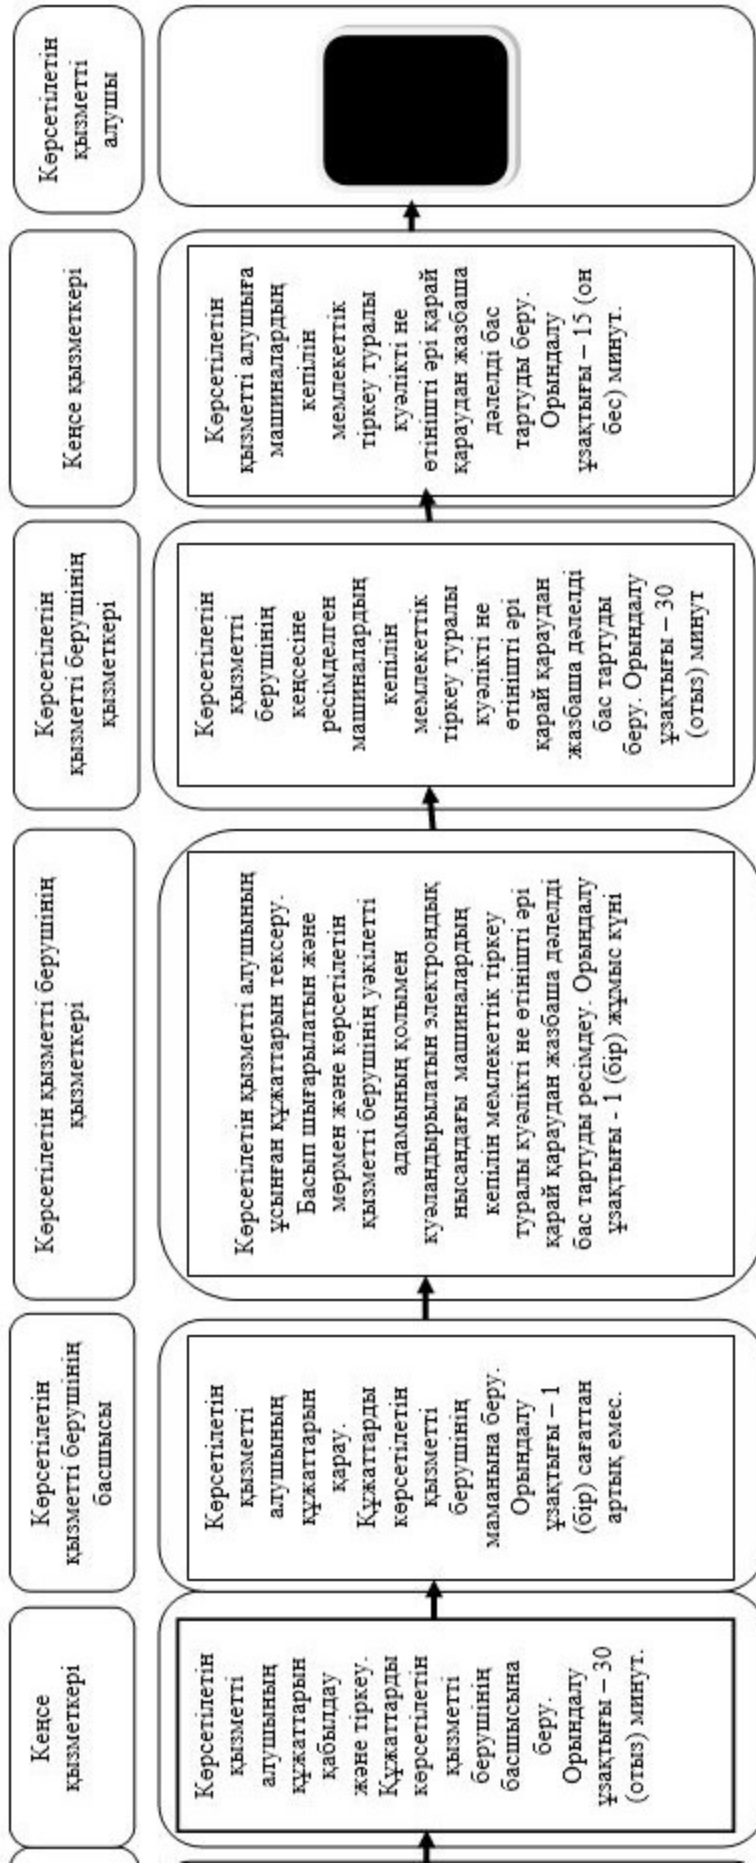 Кеңсе
қызметкері
Көрсетілетін
қызметті берушінің
басшысы
Көрсетілетін қызметті берушінің
қызметкері
Көрсетілетін
қызметті берушінің
қызметкері
Кеңсе қызметкері
Көрсетілетін
қызметті
алушы
Көрсетілетін
қызметті
алушының
құжаттарын
қабылдау
және тіркеу.
Құжаттарды
көрсетілетін
қызметті
берушінің
басшысына
беру.
Орындалу
ұзақтығы – 30
(отыз) минут.
Көрсетілетін
қызметті
алушының
құжаттарын
қарау.
Құжаттарды
көрсетілетін
қызметті
берушінің
маманына беру.
Орындалу
ұзақтығы – 1
(бір) сағаттан
артық емес.
Көрсетілетін қызметті алушының
ұсынған құжаттарын тексеру.
Басып шығарылатын және
мөрмен және көрсетілетін
қызметті берушінің уәкілетті
адамының қолымен
куәландырылатын электрондық
нысандағы машиналардың
кепілін мемлекеттік тіркеу
туралы куәлікті не өтінішті әрі
қарай қараудан жазбаша дәлелді
бас тартуды ресімдеу. Орындалу
ұзақтығы - 1 (бір) жұмыс күні
Көрсетілетін
қызметті
берушінің
кеңсесіне
ресімделген
машиналардың
кепілін
мемлекеттік
тіркеу туралы
куәлікті не
өтінішті әрі
қарай қараудан
жазбаша дәлелді
бас тартуды
беру. Орындалу
ұзақтығы – 30
(отыз) минут
Көрсетілетін
қызметті алушыға
машиналардың
кепілін
мемлекеттік
тіркеу туралы
куәлікті не
өтінішті әрі қарай
қараудан жазбаша
дәлелді бас
тартуды беру.
Орындалу
ұзақтығы – 15 (он
бес) минут.